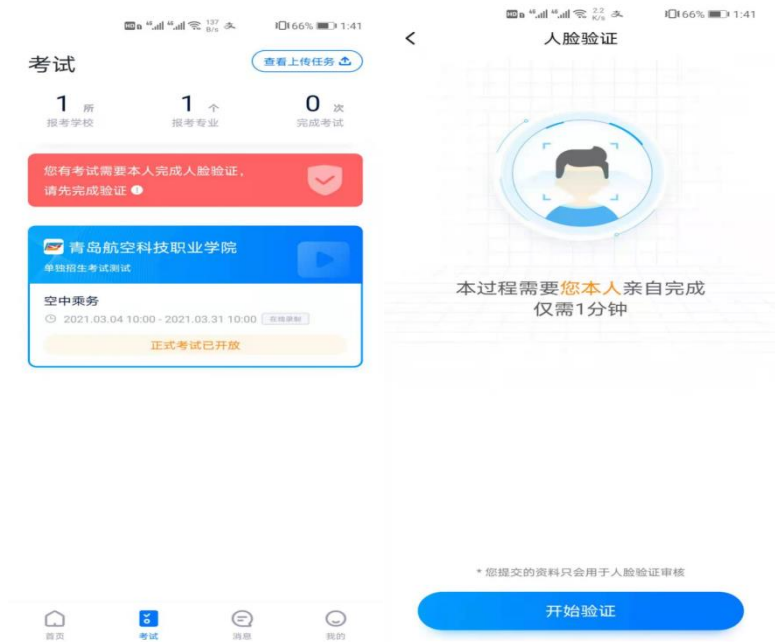 137 B/s 66% 1:41
考试
查看上传任务
1 所
1 个
0 次
报考学校
报考专业
完成考试
您有考试需要本人完成人脸验证,
请先完成验证
青岛航空科技职业学院
单独招生考试测试
空中乘务
2021.03.04 10:00 - 2021.03.31 10:00 在线录制
正式考试已开放
首页
考试
消息
我的
2.2 K/s 66% 1:41
人脸验证
本过程需要您本人亲自完成
仅需1分钟
* 您提交的资料只会用于人脸验证审核
开始验证